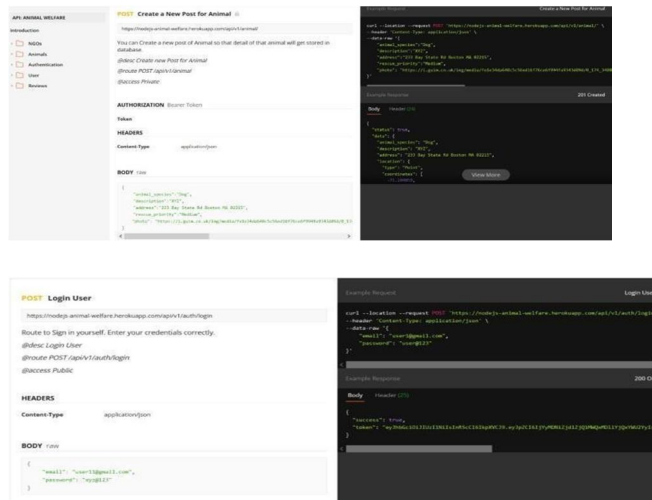 API: ANIMAL WELFARE
Introduction
NGOs
Animals
Authentication
User
Reviews
POST Create a New Post for Animal
https://nodejs-animal-welfare.herokuapp.com/api/v1/animal/
You can Create a new post of Animal so that detail of that animal will get stored in
database.
@desc Create new Post for Animal
@route POST /api/v1/animal
@access Private
AUTHORIZATION Bearer Token
Token
HEADERS
Content-Type application/json
BODY raw
{
"animal_species":"Dog",
"description":"XYZ",
"address":"233 Bay State Rd Boston MA 02215",
"rescue_priority":"Medium",
"photo":
}
Example Request Create a New Post for Animal
curl --location --request POST 'https://nodejs-animal-welfare.herokuapp.com/api/v1/animal/' \
--header 'Content-Type: application/json' \
--data-raw '{
"animal_species":"Dog",
"description":"XYZ",
"address":"233 Bay State Rd Boston MA 02215",
"rescue_priority":"Medium",
"photo":
}'
Example Response 201 Created
Body Header
{
"status": true,
"data": {
"animal_species": "Dog",
"description": "XYZ",
"address": "233 Bay State Rd Boston MA 02215",
"location": {
"type": "Point",
"coordinates": [
View More
POST Login User
https://nodejs-animal-welfare.herokuapp.com/api/v1/auth/login
Route to Sign in yourself. Enter your credentials correctly.
@desc Login User
@route POST /api/v1/auth/login
@access Public
HEADERS
Content-Type application/json
BODY raw
{
"email":
"password":
}
Example Request Login Use
curl --location --request POST 'https://nodejs-animal-welfare.herokuapp.com/api/v1/auth/login
--header 'Content-Type: application/json' \
--data-raw '{
"email": "user1@gmail.com",
"password": "user@123"
}'
Example Response 200 O
Body Header (25)
{
"success": true,
"token":
}